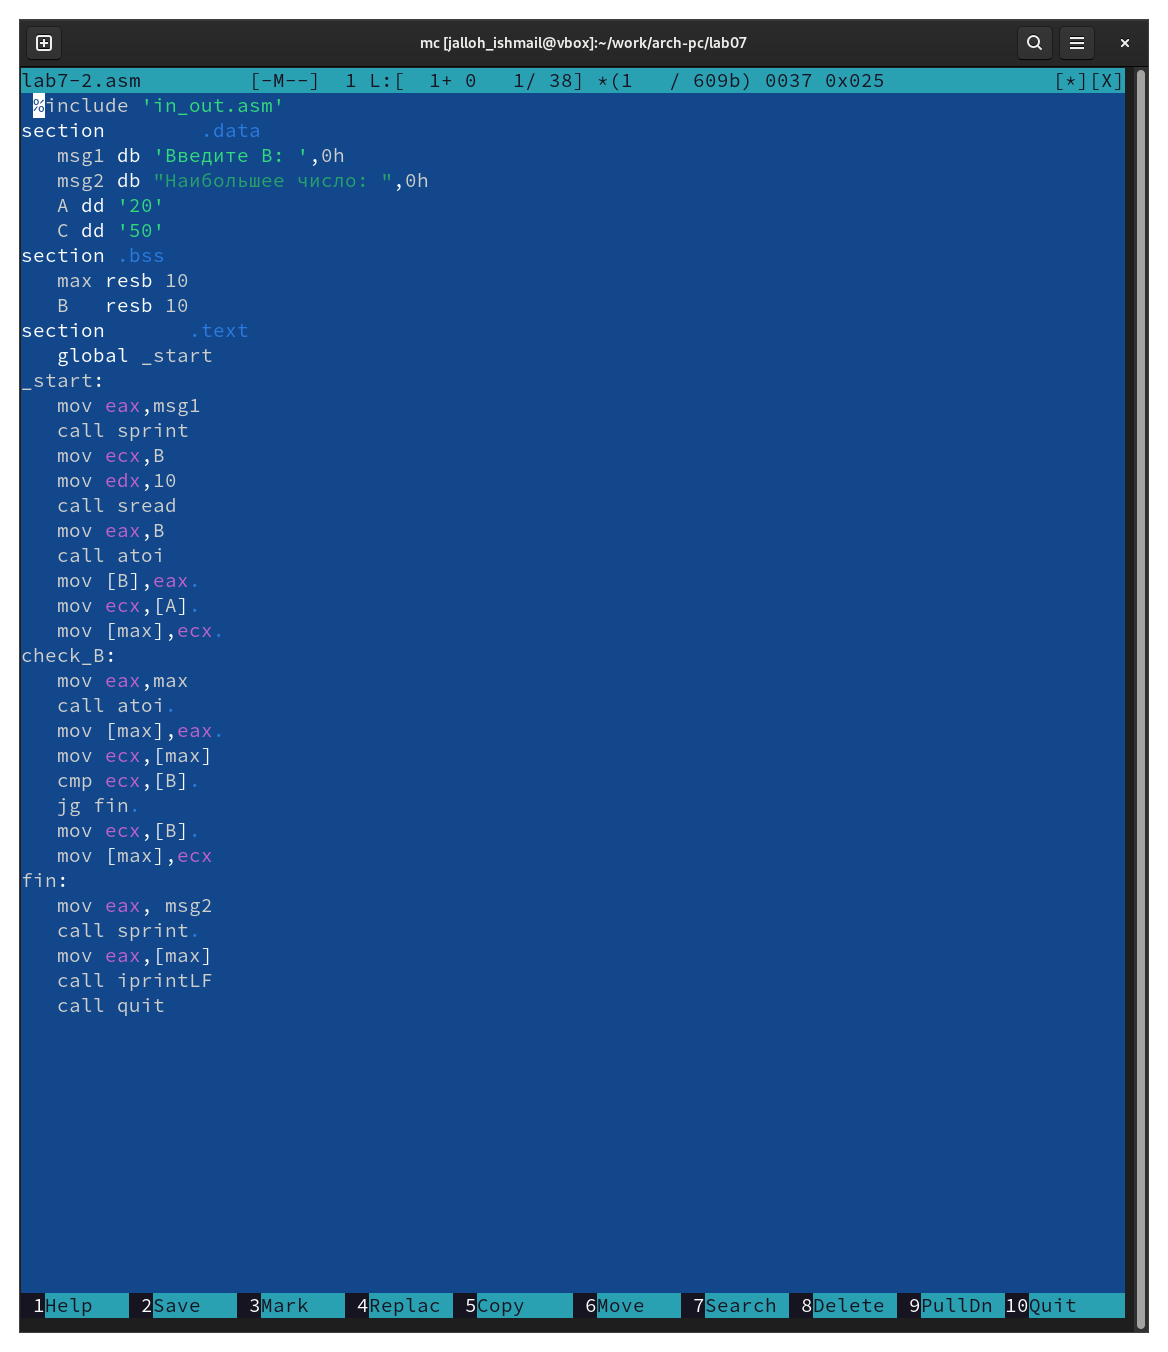 mc [jalloh_ishmail@vbox]:~/work/arch-pc/lab07
lab7-2.asm         [-M--]  1 L:[  1+ 0   1/ 38] *(1   / 609b) 0037 0x025              [*][X]
 %include 'in_out.asm'
section        .data
   msg1 db 'Введите B: ',0h
   msg2 db "Наибольшее число: ",0h
   A dd '20'
   C dd '50'
section .bss
   max resb 10
   B   resb 10
section       .text
   global _start
_start:
   mov eax,msg1
   call sprint
   mov ecx,B
   mov edx,10
   call sread
   mov eax,B
   call atoi
   mov [B],eax.
   mov ecx,[A].
   mov [max],ecx.
check_B:
   mov eax,max
   call atoi.
   mov [max],eax.
   mov ecx,[max]
   cmp ecx,[B].
   jg fin.
   mov ecx,[B].
   mov [max],ecx
fin:
   mov eax, msg2
   call sprint.
   mov eax,[max]
   call iprintLF
   call quit
 1Help    2Save    3Mark    4Replac  5Copy     6Move    7Search  8Delete  9PullDn 10Quit